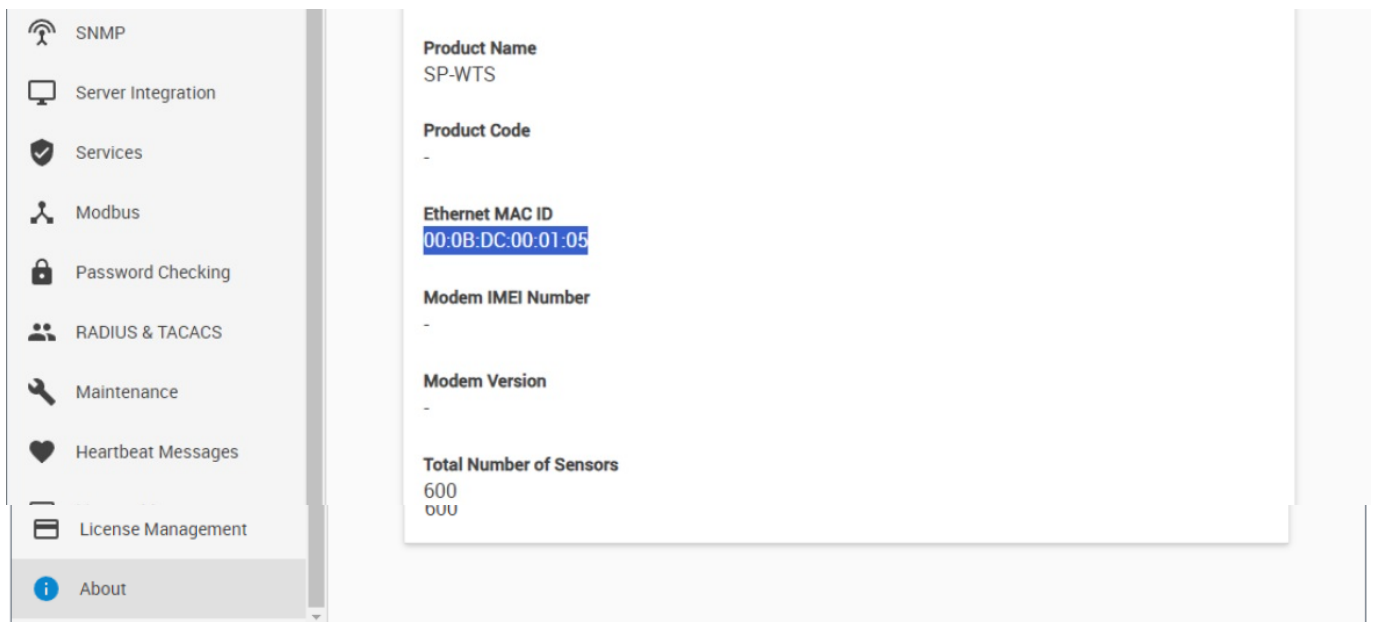 SNMP
Server Integration
Services
Modbus
Password Checking
RADIUS & TACACS
Maintenance
Heartbeat Messages
License Management
About
Product Name
SP-WTS
Product Code
-
Ethernet MAC ID
00:0B:DC:00:01:05
Modem IMEI Number
-
Modem Version
-
Total Number of Sensors
600
600